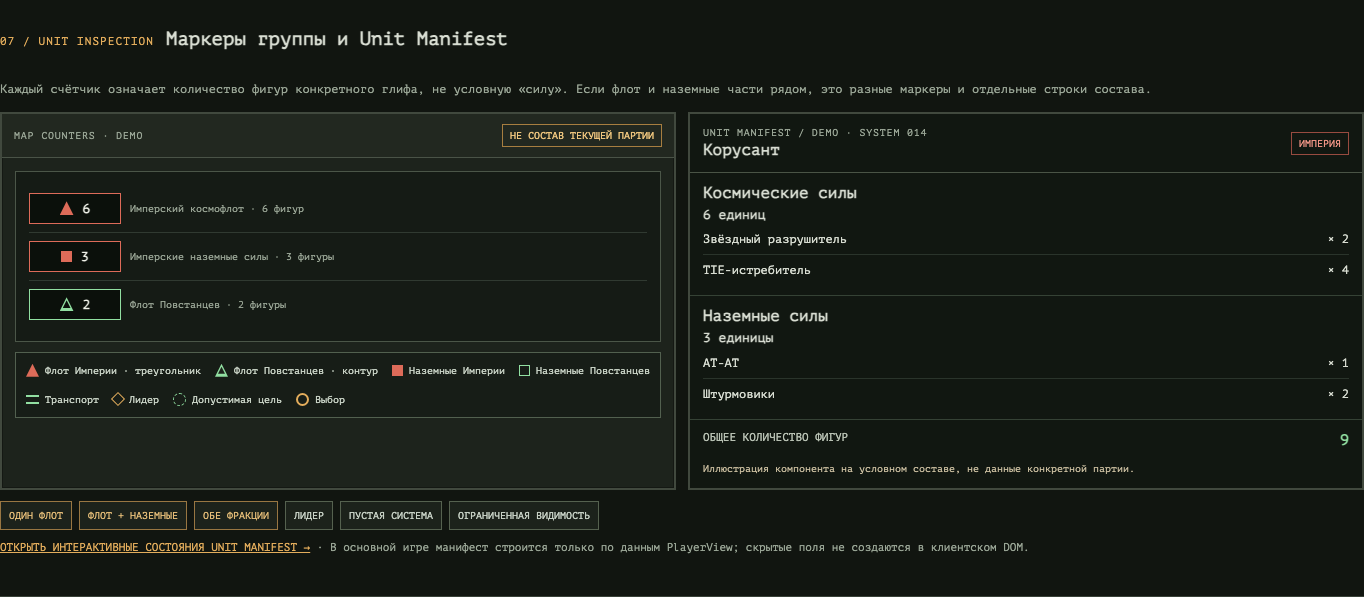 07 / UNIT INSPECTION Маркеры группы и Unit Manifest
Каждый счётчик означает количество фигур конкретного глифа, не условную «силу». Если флот и наземные части рядом, это разные маркеры и отдельные строки состава.
MAP COUNTERS · DEMO
НЕ СОСТАВ ТЕКУЩЕЙ ПАРТИИ
6 Имперский космофлот · 6 фигур
3 Имперские наземные силы · 3 фигуры
2 Флот Повстанцев · 2 фигуры
Флот Империи · треугольник Флот Повстанцев · контур Наземные Империи Наземные Повстанцев
Транспорт Лидер Допустимая цель Выбор
UNIT MANIFEST / DEMO · SYSTEM 014
Корусант
ИМПЕРИЯ
Космические силы
6 единиц
Звёздный разрушитель × 2
TIE-истребитель × 4
Наземные силы
3 единицы
AT-AT × 1
Штурмовики × 2
ОБЩЕЕ КОЛИЧЕСТВО ФИГУР 9
Иллюстрация компонента на условном составе, не данные конкретной партии.
ОДИН ФЛОТ ФЛОТ + НАЗЕМНЫЕ ОБЕ ФРАКЦИИ ЛИДЕР ПУСТАЯ СИСТЕМА ОГРАНИЧЕННАЯ ВИДИМОСТЬ
ОТКРЫТЬ ИНТЕРАКТИВНЫЕ СОСТОЯНИЯ UNIT MANIFEST → · В основной игре манифест строится только по данным PlayerView; скрытые поля не создаются в клиентском DOM.